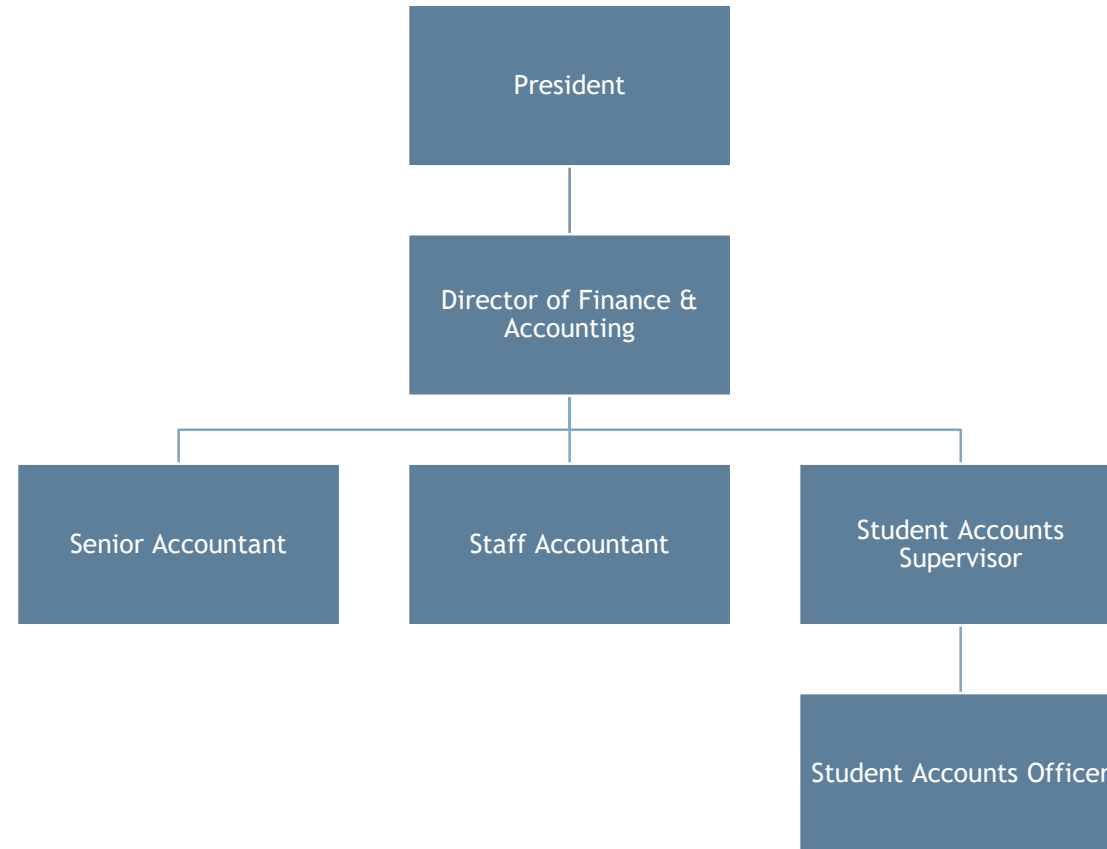 President
Director of Finance &
Accounting
Senior Accountant
Staff Accountant
Student Accounts
Supervisor
Student Accounts Officer